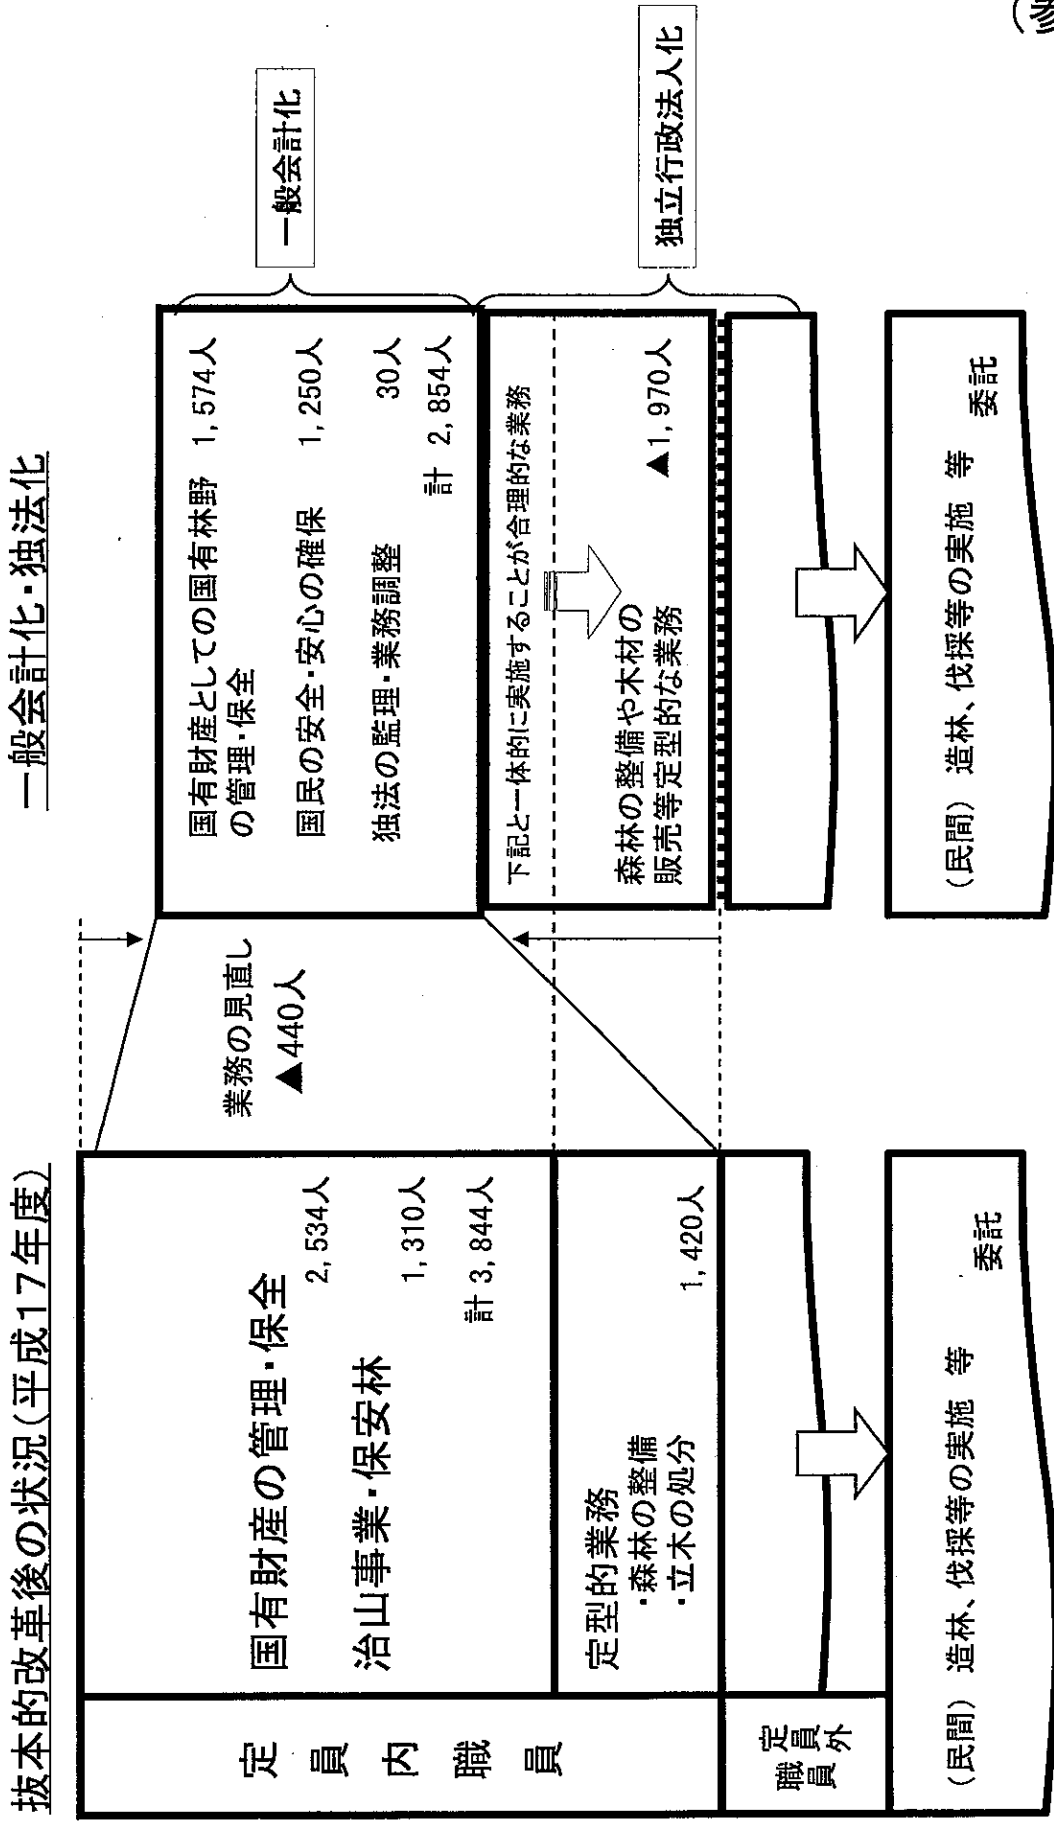 抜本的改革後の状況(平成17年度)
定員内職員
国有財産の管理・保全
2,534人
治山事業・保安林
1,310人
計 3,844人
定型的業務
・森林の整備
・立木の処分
1,420人
定員外
職員
(民間) 造林、伐採等の実施 等
委託
業務の見直し
▲440人
一般会計化・独法化
国有財産としての国有林野 1,574人
の管理・保全
国民の安全・安心の確保 1,250人
独法の監理・業務調整 30人
計 2,854人
下記と一体的に実施することが合理的な業務
森林の整備や木材の
販売等定型的な業務 ▲1,970人
(民間) 造林、伐採等の実施 等
委託
一般会計化
独立行政法人化
(参